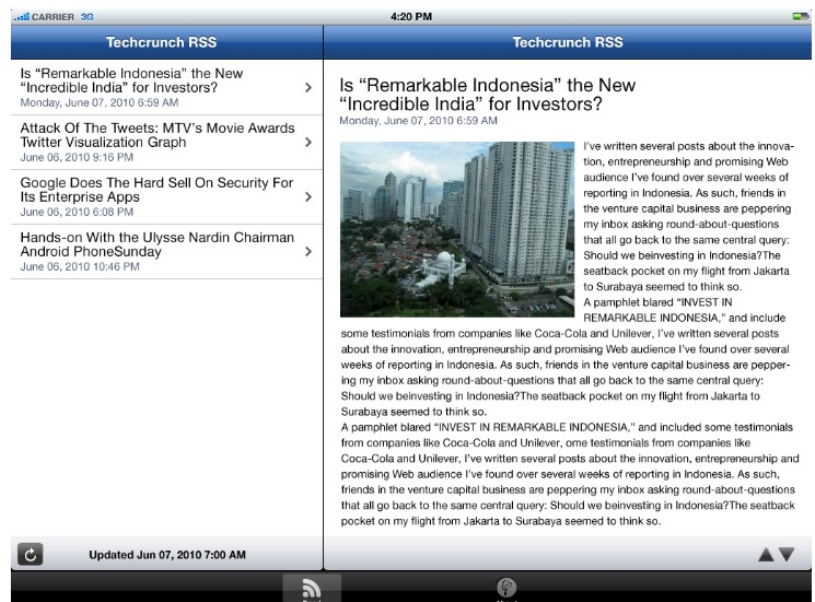 CARRIER 3G
4:20 PM
Techcrunch RSS
Is “Remarkable Indonesia” the New
“Incredible India” for Investors?
Monday, June 07, 2010 6:59 AM
Attack Of The Tweets: MTV’s Movie Awards
Twitter Visualization Graph
June 06, 2010 9:16 PM
Google Does The Hard Sell On Security For
Its Enterprise Apps
June 06, 2010 6:08 PM
Hands-on With the Ulysse Nardin Chairman
Android PhoneSunday
June 06, 2010 10:46 PM
Updated Jun 07, 2010 7:00 AM
Techcrunch RSS
Is “Remarkable Indonesia” the New
“Incredible India” for Investors?
Monday, June 07, 2010 6:59 AM
I’ve written several posts about the innova-
tion, entrepreneurship and promising Web
audience I’ve found over several weeks of
reporting in Indonesia. As such, friends in
the venture capital business are peppering
my inbox asking round-about-questions
that all go back to the same central query:
Should we beinvesting in Indonesia?The
seatback pocket on my flight from Jakarta
to Surabaya seemed to think so.
A pamphlet blared “INVEST IN
REMARKABLE INDONESIA,” and include
some testimonials from companies like Coca-Cola and Unilever, I’ve written several posts
about the innovation, entrepreneurship and promising Web audience I’ve found over several
weeks of reporting in Indonesia. As such, friends in the venture capital business are pepper-
ing my inbox asking round-about-questions that all go back to the same central query:
Should we beinvesting in Indonesia?The seatback pocket on my flight from Jakarta to
Surabaya seemed to think so.
A pamphlet blared “INVEST IN REMARKABLE INDONESIA,” and included some testimonials
from companies like Coca-Cola and Unilever, ome testimonials from companies like
Coca-Cola and Unilever, I’ve written several posts about the innovation, entrepreneurship and
promising Web audience I’ve found over several weeks of reporting in Indonesia. As such,
friends in the venture capital business are peppering my inbox asking round-about-questions
that all go back to the same central query: Should we beinvesting in Indonesia?The seatback
pocket on my flight from Jakarta to Surabaya seemed to think so.